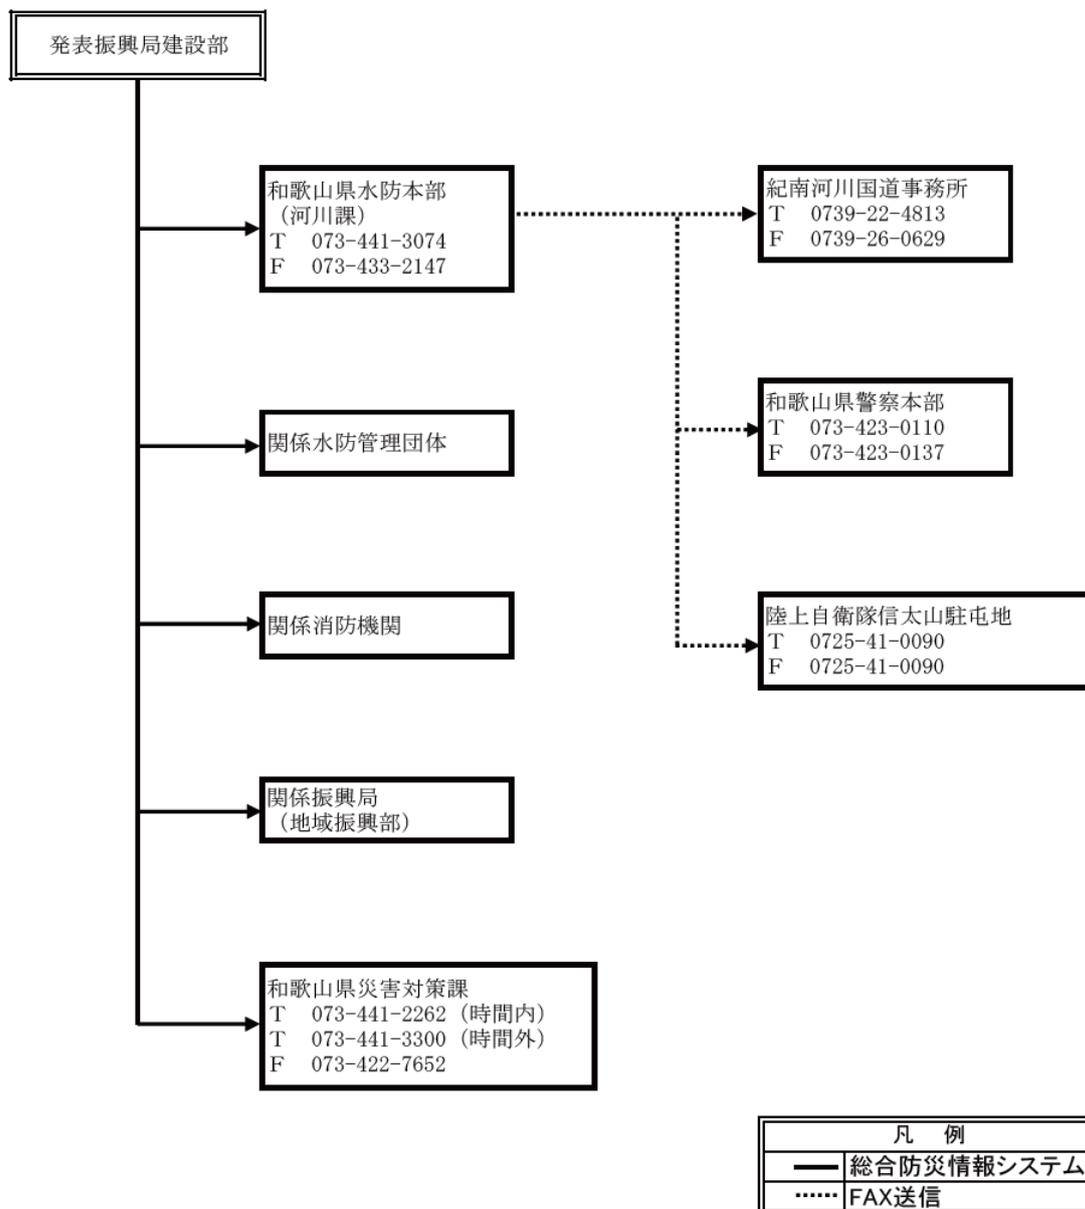 発表振興局建設部
和歌山県水防本部
（河川課）
T 073-441-3074
F 073-433-2147
紀南河川国道事務所
T 0739-22-4813
F 0739-26-0629
和歌山県警察本部
T 073-423-0110
F 073-423-0137
関係水防管理団体
関係消防機関
陸上自衛隊信太山駐屯地
T 0725-41-0090
F 0725-41-0090
関係振興局
（地域振興部）
和歌山県災害対策課
T 073-441-2262（時間内）
T 073-441-3300（時間外）
F 073-422-7652
凡 例
総合防災情報システム
FAX送信